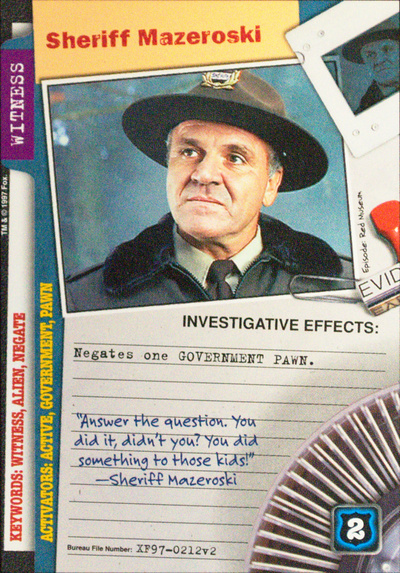 Sheriff Mazeroski
WITNESS
TM & © 1997 Fox.
KEYWORDS: WITNESS, ALIEN, NEGATE
ACTIVATORS: ACTIVE, GOVERNMENT, PAWN
Episode: Red Museum
EVID
INVESTIGATIVE EFFECTS:
Negates one GOVERNMENT PAWN.
"Answer the question. You
did it, didn't you? You did
something to those kids!"
—Sheriff Mazeroski
2
Bureau File Number: XF97-0212v2